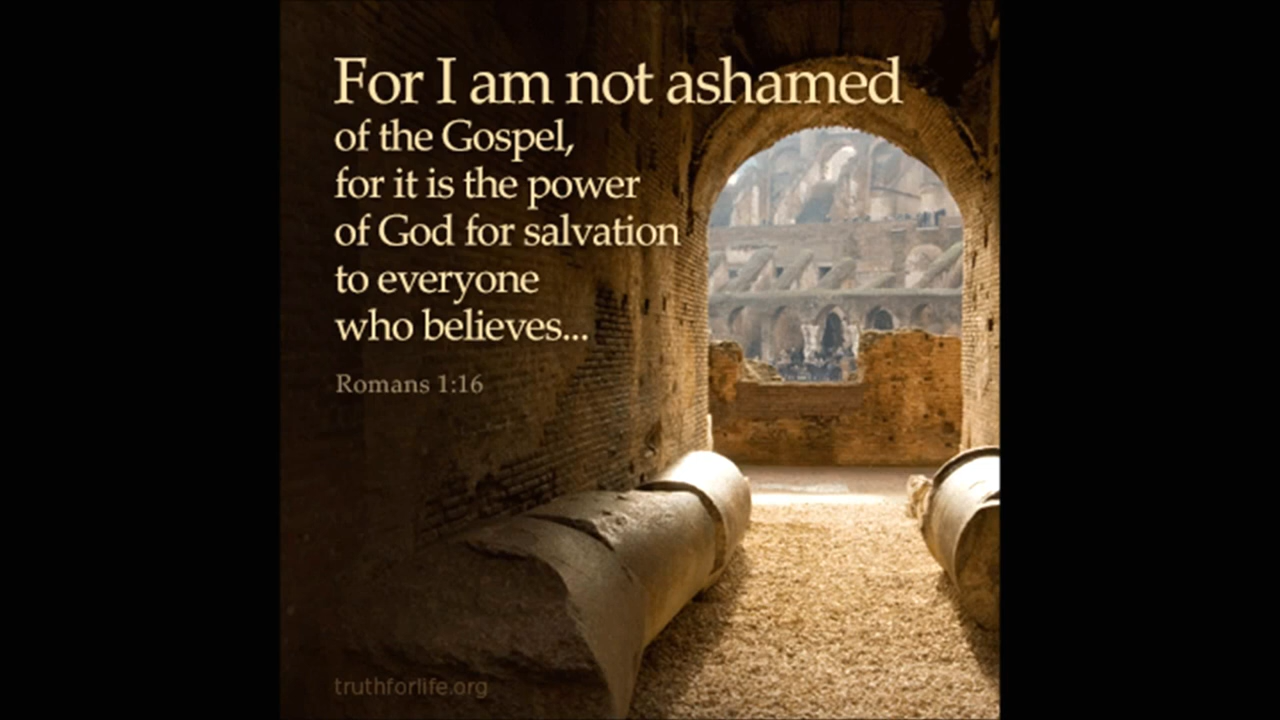 For I am not ashamed
of the Gospel,
for it is the power
of God for salvation
to everyone
who believes...
Romans 1:16
truthforlife.org